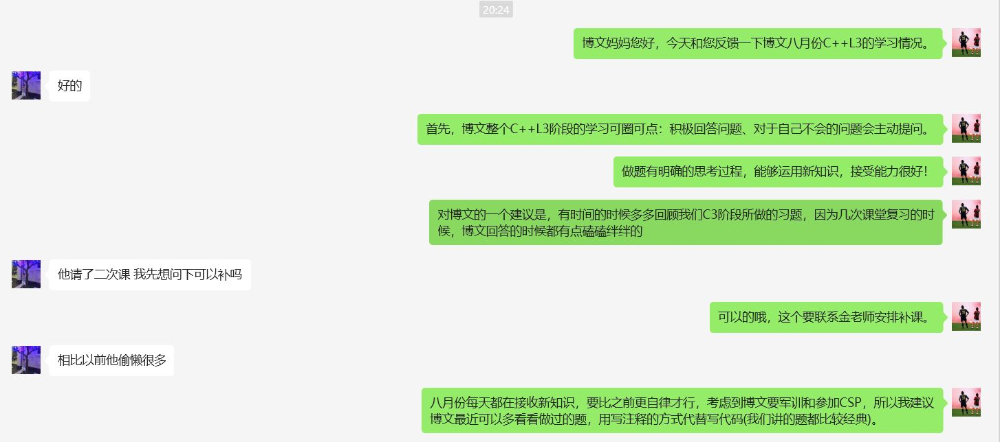 20:24
博文妈妈您好，今天和您反馈一下博文八月份C++L3的学习情况。
好的
首先，博文整个C++L3阶段的学习可圈可点：积极回答问题、对于自己不会的问题会主动提问。
做题有明确的思考过程，能够运用新知识，接受能力很好！
对博文的一个建议是，有时间的时候多多回顾我们C3阶段所做的习题，因为几次课堂复习的时
候，博文回答的时候都有点磕磕绊绊的
他请了二次课 我先想问下可以补吗
可以的哦，这个要联系金老师安排补课。
相比以前他偷懒很多
八月份每天都在接收新知识，要比之前更自律才行，考虑到博文要军训和参加CSP，所以我建议
博文最近可以多看看做过的题，用写注释的方式代替写代码(我们讲的题都比较经典)。